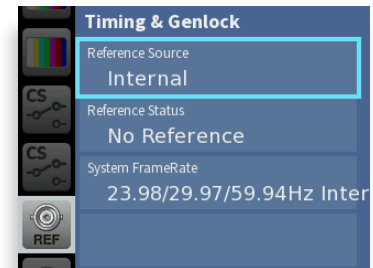 Timing & Genlock
Reference Source
Internal
Reference Status
No Reference
System FrameRate
23.98/29.97/59.94Hz Inter
CS
CS
REF